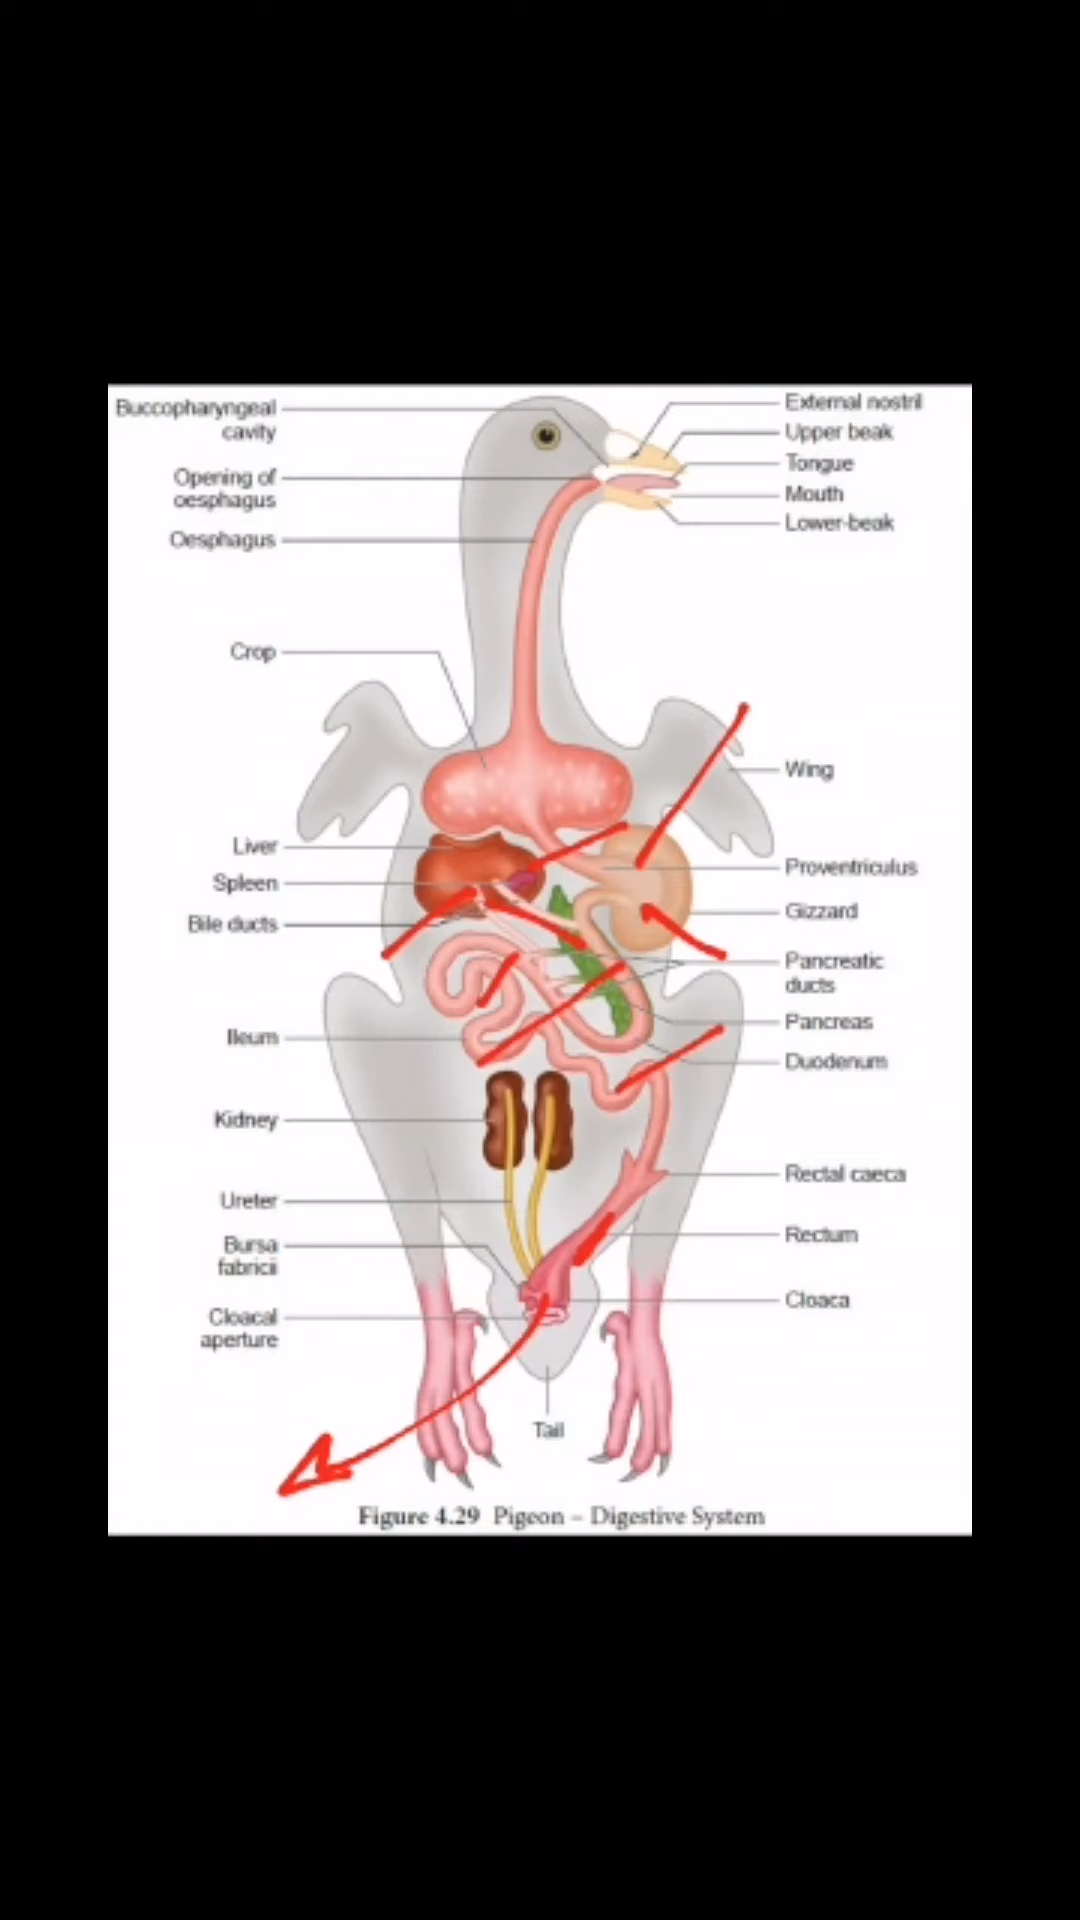 Buccopharyngeal
cavity
Opening of
oesphagus
Oesphagus
Crop
Liver
Spleen
Bile ducts
Ileum
Kidney
Ureter
Bursa
fabricii
Cloacal
aperture
External nostril
Upper beak
Tongue
Mouth
Lower-beak
Wing
Proventriculus
Gizzard
Pancreatic
ducts
Pancreas
Duodenum
Rectal caeca
Rectum
Cloaca
Tail
Figure 4.29 Pigeon – Digestive System